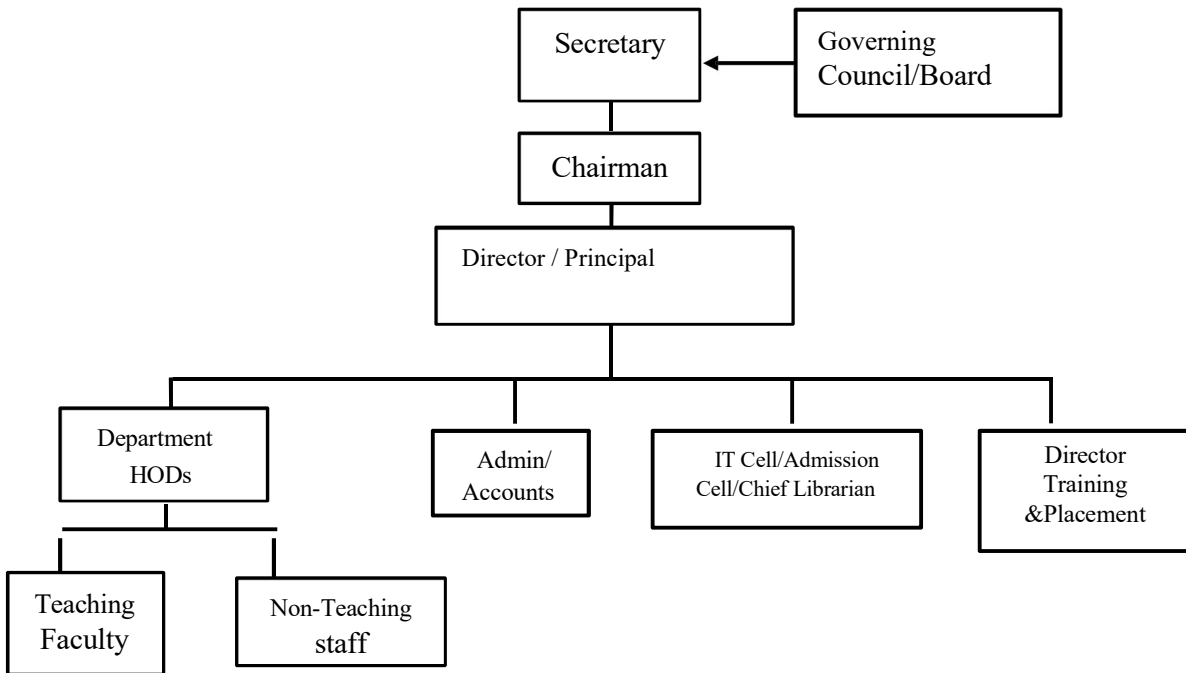 Secretary
Governing
Council/Board
Chairman
Director / Principal
Department
HODs
Admin/
Accounts
IT Cell/Admission
Cell/Chief Librarian
Director
Training
&Placement
Teaching
Faculty
Non-Teaching
staff